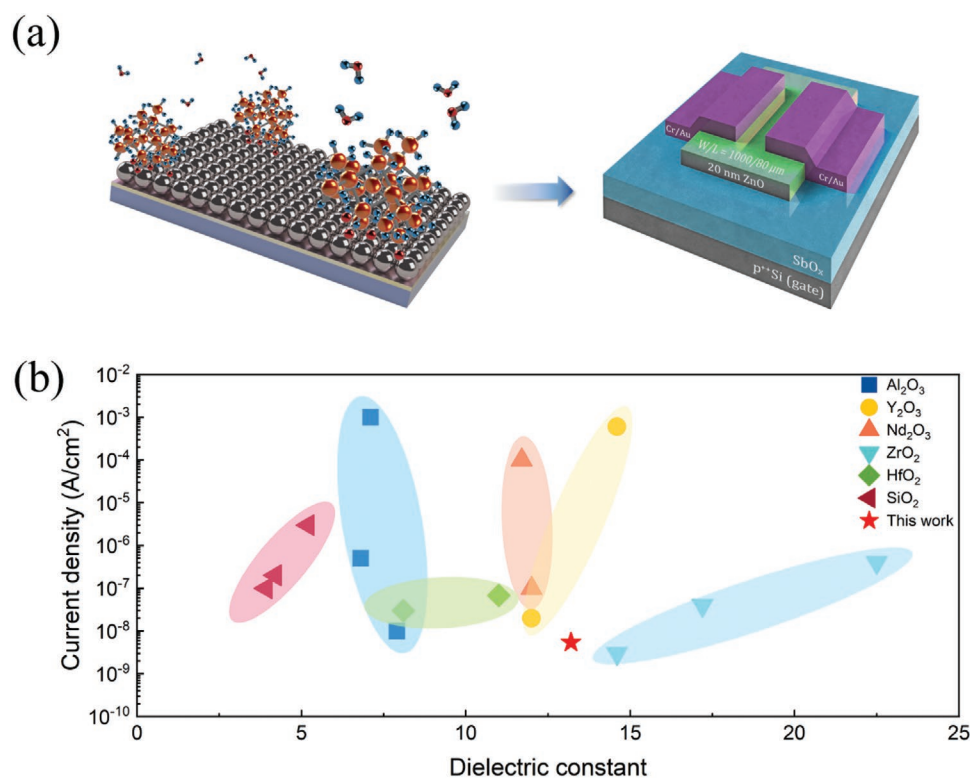 (a)
Cr/Au
W/L = 1000/80 μm
20 nm ZnO
Cr/Au
SbOₓ
p⁺⁺Si (gate)
(b)
Current density (A/cm²)
10⁻²
10⁻³
10⁻⁴
10⁻⁵
10⁻⁶
10⁻⁷
10⁻⁸
10⁻⁹
10⁻¹⁰
Al₂O₃
Y₂O₃
Nd₂O₃
ZrO₂
HfO₂
SiO₂
This work
0 5 10 15 20 25
Dielectric constant